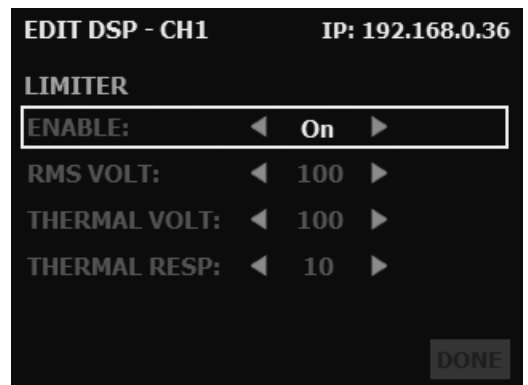 EDIT DSP - CH1 IP: 192.168.0.36
LIMITER
ENABLE: On
RMS VOLT: 100
THERMAL VOLT: 100
THERMAL RESP: 10
DONE